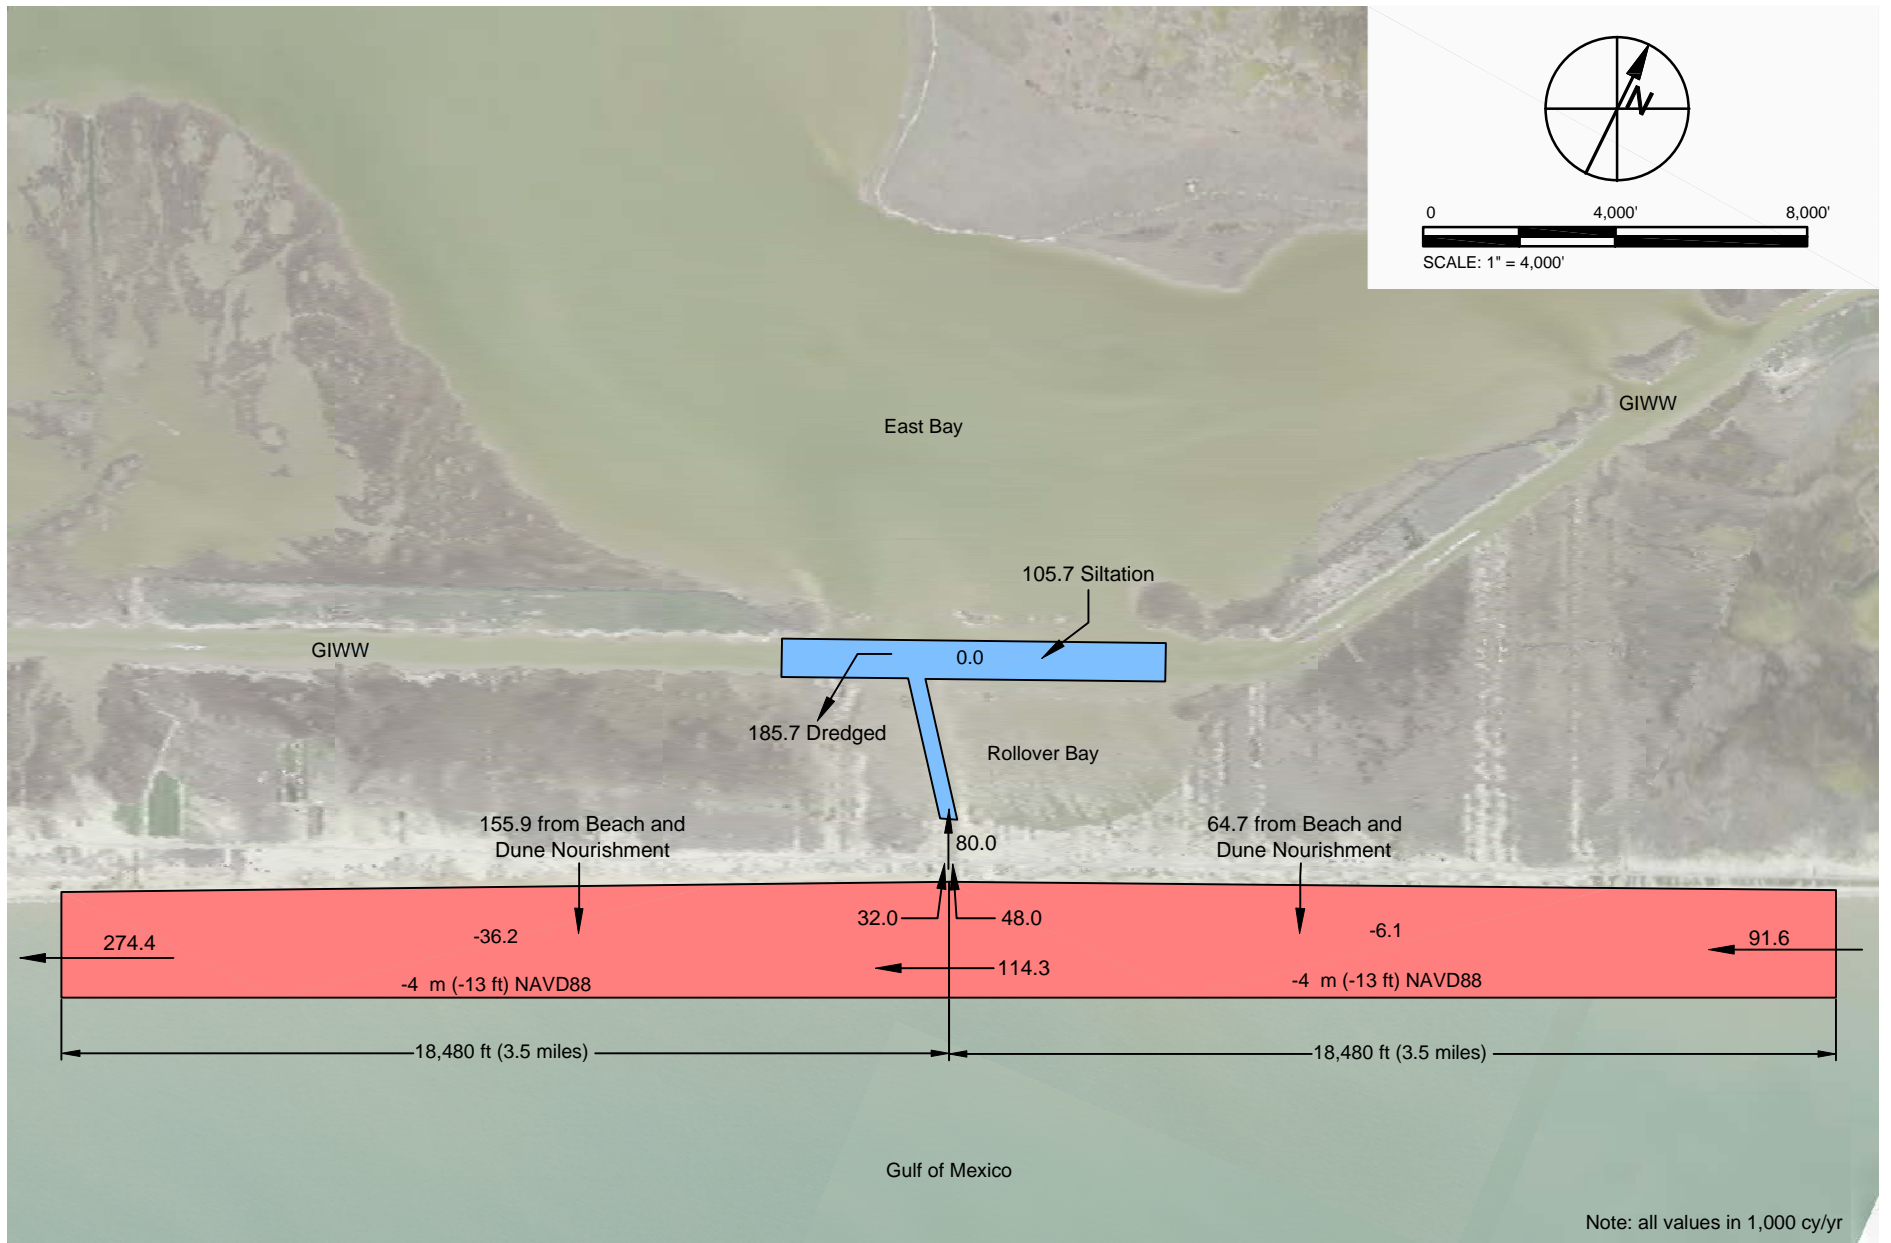 N
0 4,000' 8,000'
SCALE: 1" = 4,000'
GIWW
East Bay
105.7 Siltation
GIWW
0.0
185.7 Dredged
Rollover Bay
155.9 from Beach and
Dune Nourishment
80.0
64.7 from Beach and
Dune Nourishment
32.0
48.0
274.4
-36.2
-6.1
91.6
114.3
-4 m (-13 ft) NAVD88
-4 m (-13 ft) NAVD88
18,480 ft (3.5 miles)
18,480 ft (3.5 miles)
Gulf of Mexico
Note: all values in 1,000 cy/yr